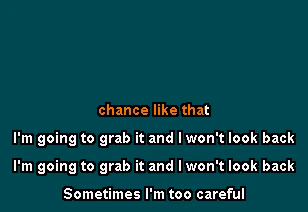 chance like that
I'm going to grab it and I won't look back
I'm going to grab it and I won't look back
Sometimes I'm too careful